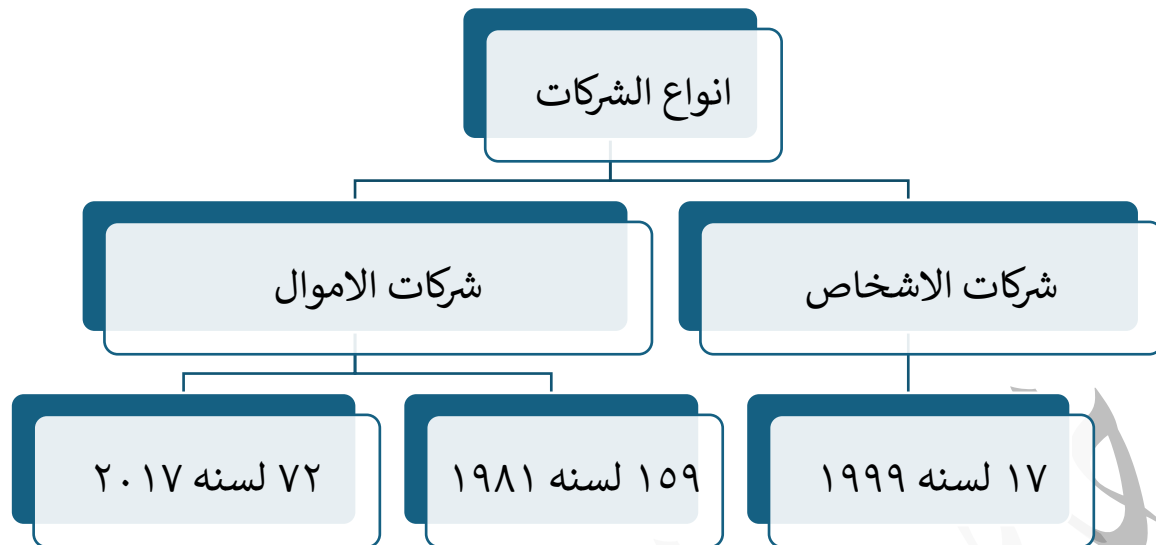 انواع الشركات
شركات الاشخاص
شركات الاموال
١٧ لسنه ١٩٩٩
١٥٩ لسنه ١٩٨١
٧٢ لسنه ٢٠١٧